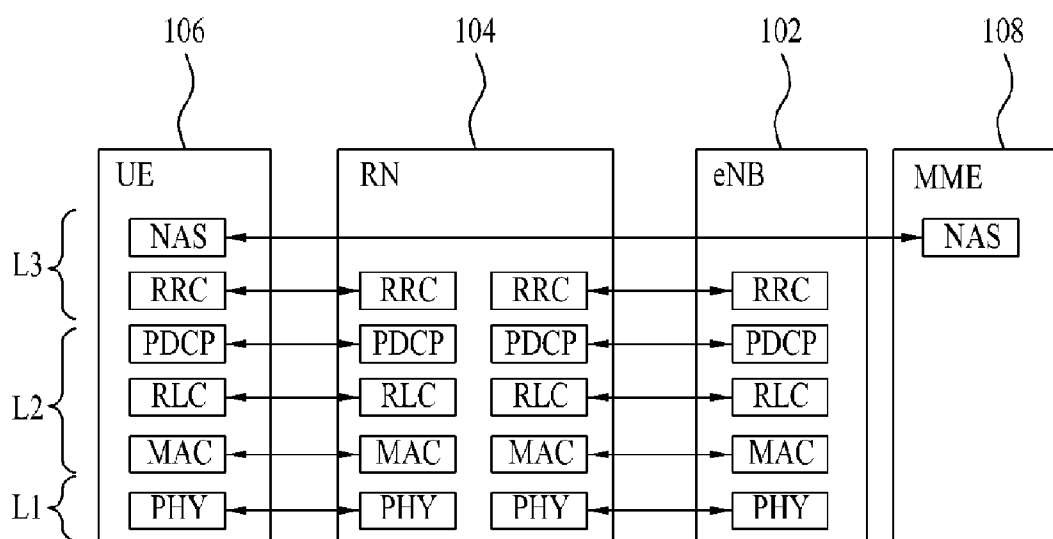 106 104 102 108
UE RN eNB MME
L3 NAS NAS
RRC RRC RRC RRC
L2 PDCP PDCP PDCP PDCP
RLC RLC RLC RLC
MAC MAC MAC MAC
L1 PHY PHY PHY PHY